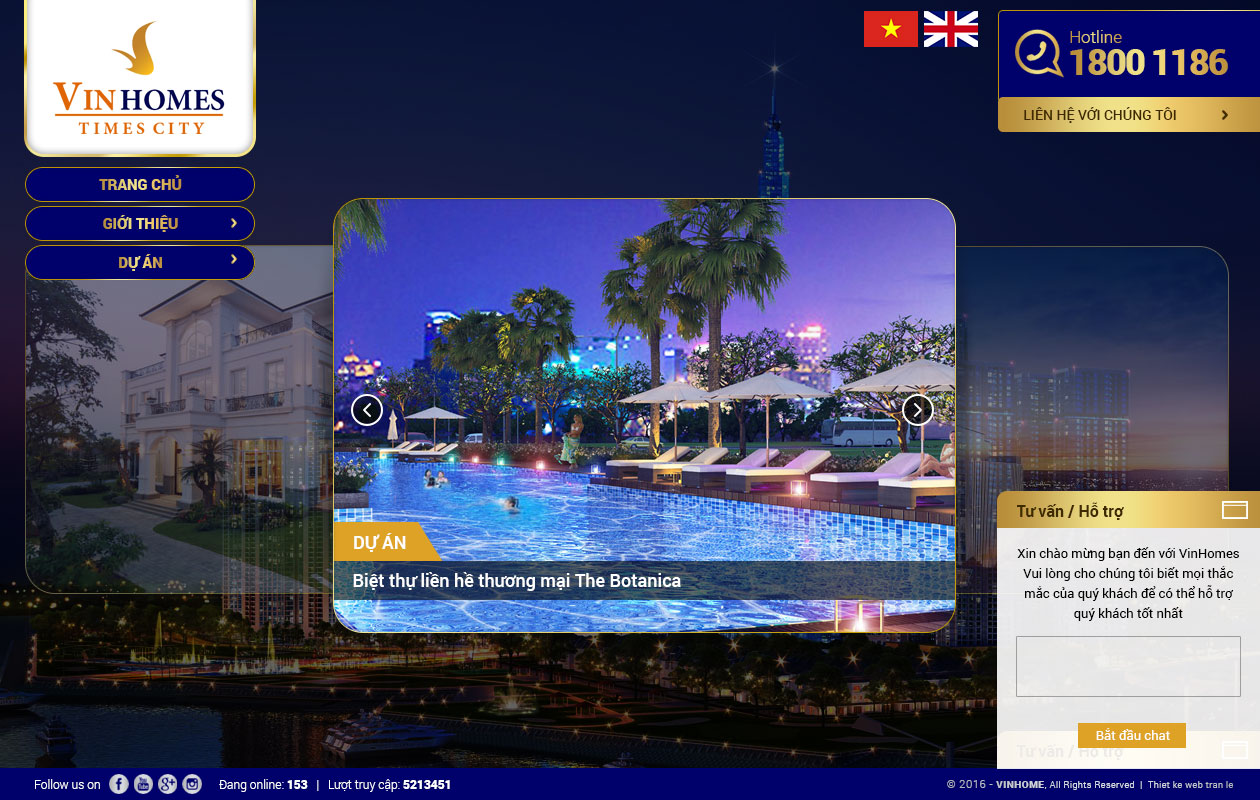 VINHOMES
TIMES CITY
Hotline
1800 1186
LIÊN HỆ VỚI CHÚNG TÔI
TRANG CHỦ
GIỚI THIỆU
DỰ ÁN
DỰ ÁN
Biệt thự liền hề thương mại The Botanica
Tư vấn / Hỗ trợ
Xin chào mừng bạn đến với VinHomes
Vui lòng cho chúng tôi biết mọi thắc
mắc của quý khách để có thể hỗ trợ
quý khách tốt nhất
Bắt đầu chat
Tư vấn / Hỗ trợ
Follow us on
You Tube
Đang online: 153 | Lượt truy cập: 5213451
© 2016 - VINHOME, All Rights Reserved | Thiet ke web tran le